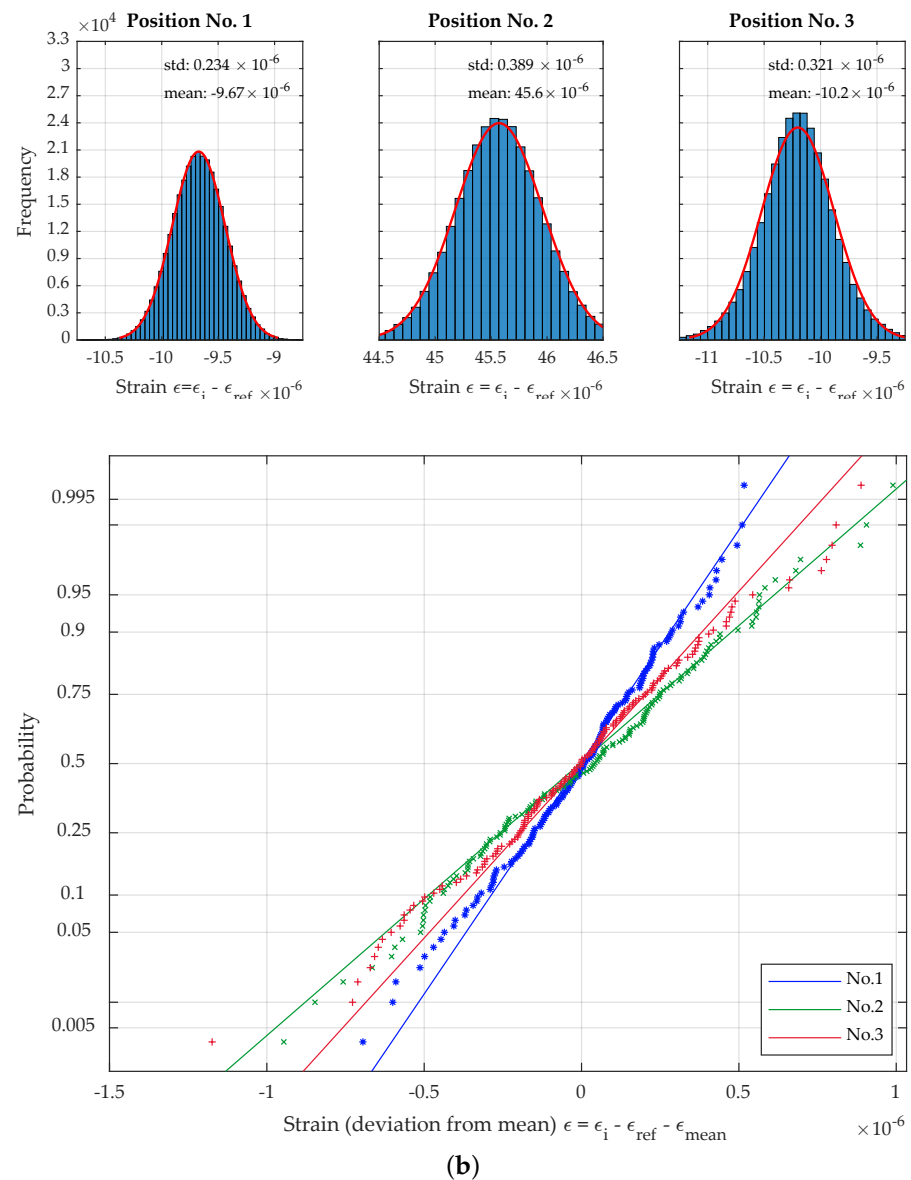 Position No. 1 Position No. 2 Position No. 3
×10⁴
3.3
3
2.7
2.4
2.1
1.8
1.5
1.2
0.9
0.6
0.3
0
Frequency
std: 0.234 × 10⁻⁶
mean: -9.67 × 10⁻⁶
std: 0.389 × 10⁻⁶
mean: 45.6 × 10⁻⁶
std: 0.321 × 10⁻⁶
mean: -10.2 × 10⁻⁶
-10.5 -10 -9.5 -9
44.5 45 45.5 46 46.5
-11 -10.5 -10 -9.5
Strain ϵ=ϵi - ϵref ×10⁻⁶
Strain ϵ = ϵi - ϵref ×10⁻⁶
Strain ϵ = ϵi - ϵref ×10⁻⁶
0.995
0.95
0.9
0.75
0.5
0.25
0.1
0.05
0.005
Probability
No.1
No.2
No.3
-1.5 -1 -0.5 0 0.5 1
Strain (deviation from mean) ϵ = ϵi - ϵref - ϵmean
×10⁻⁶
(b)